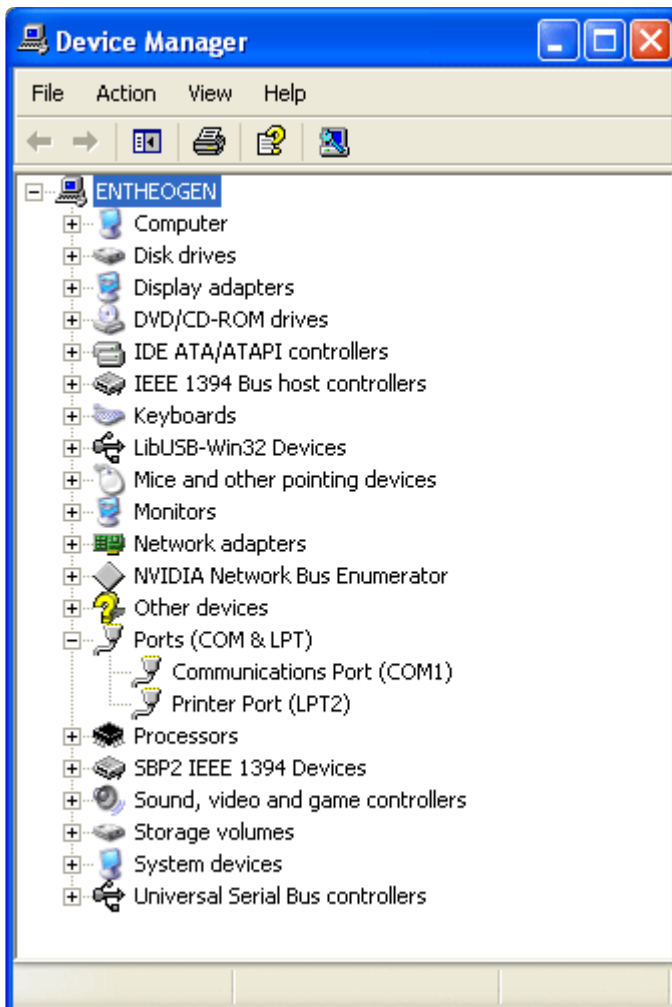 Device Manager
File Action View Help
ENTHEOGEN
Computer
Disk drives
Display adapters
DVD/CD-ROM drives
IDE ATA/ATAPI controllers
IEEE 1394 Bus host controllers
Keyboards
LibUSB-Win32 Devices
Mice and other pointing devices
Monitors
Network adapters
NVIDIA Network Bus Enumerator
Other devices
Ports (COM & LPT)
Communications Port (COM1)
Printer Port (LPT2)
Processors
SBP2 IEEE 1394 Devices
Sound, video and game controllers
Storage volumes
System devices
Universal Serial Bus controllers